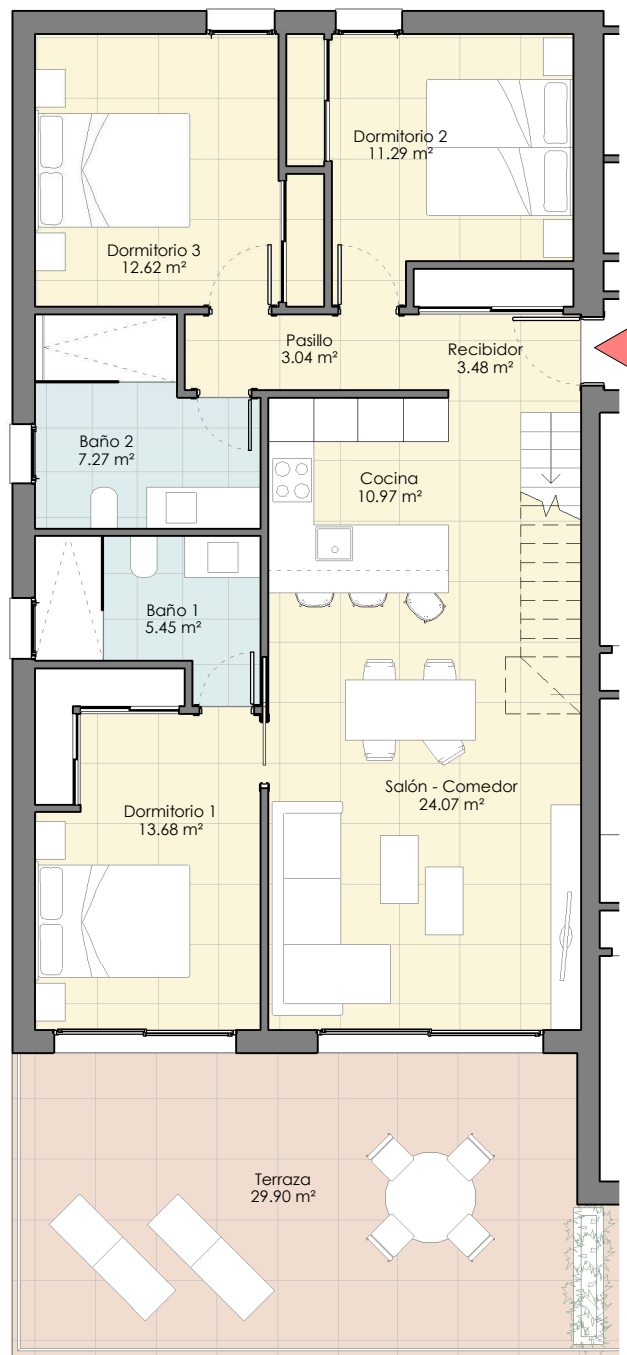 Dormitorio 2
11.29 m²
Dormitorio 3
12.62 m²
Pasillo
3.04 m²
Recibidor
3.48 m²
Baño 2
7.27 m²
Cocina
10.97 m²
Baño 1
5.45 m²
Salón - Comedor
24.07 m²
Dormitorio 1
13.68 m²
Terraza
29.90 m²